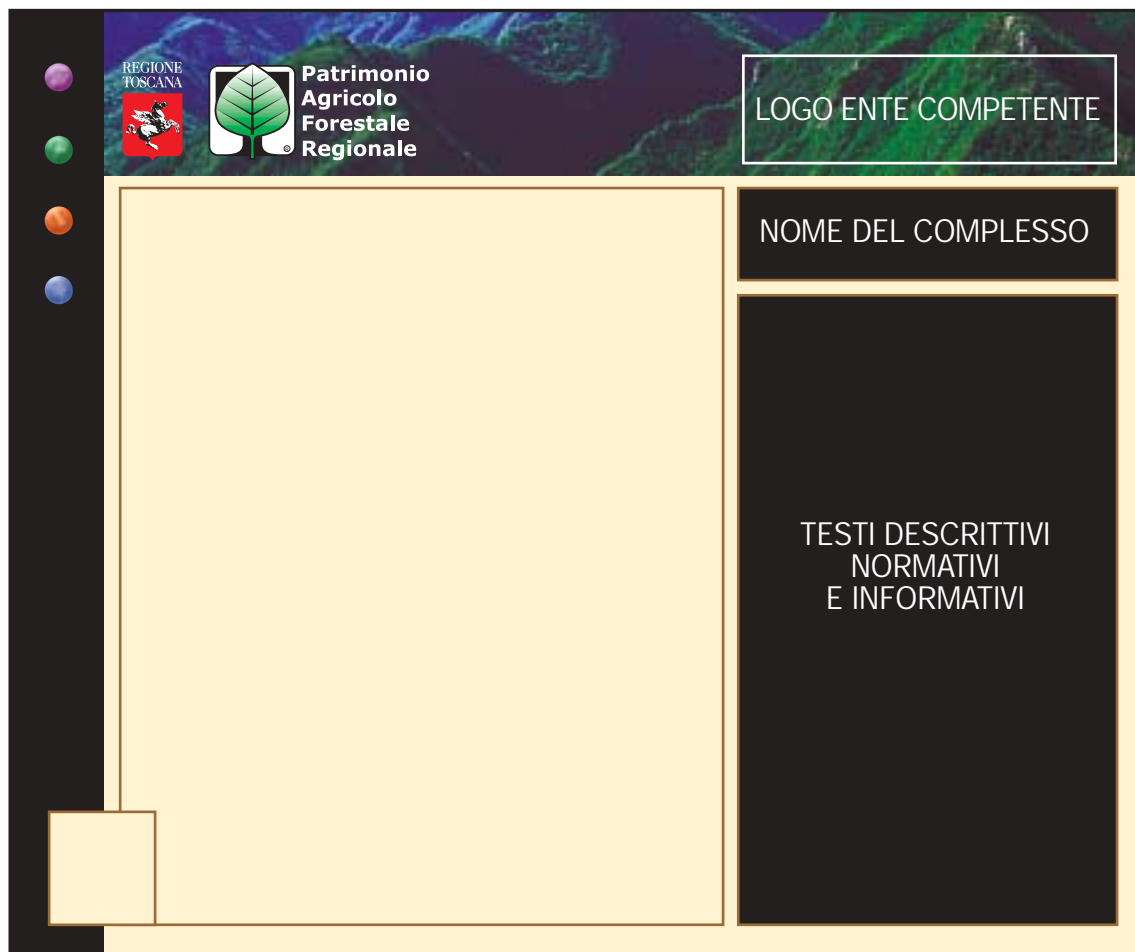 REGIONE
TOSCANA
Patrimonio
Agricolo
Forestale
Regionale
®
LOGO ENTE COMPETENTE
NOME DEL COMPLESSO
TESTI DESCRITTIVI
NORMATIVI
E INFORMATIVI